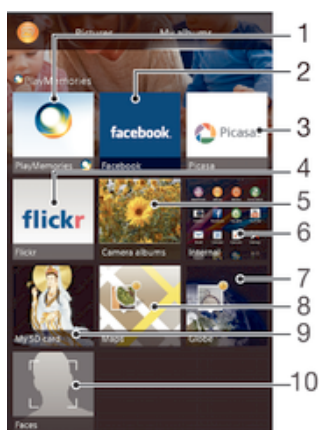 Pictures My albums
PlayMemories
facebook.
Picasa
PlayMemories Facebook Picasa
flickr
Flickr Camera albums Internal
My SD card Maps Globe
Faces
1
2
3
4
5
6
7
8
9
10